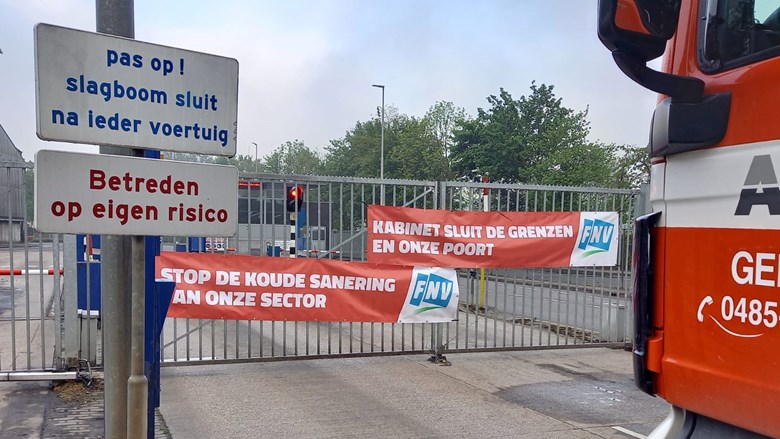 pas op !
slagboom sluit
na ieder voertuig
Betreden
op eigen risico
KABINET SLUIT DE GRENZEN
EN ONZE POORT
FNV
STOP DE KOUDE SANERING
AN ONZE SECTOR
FNV
A
GE
0485-